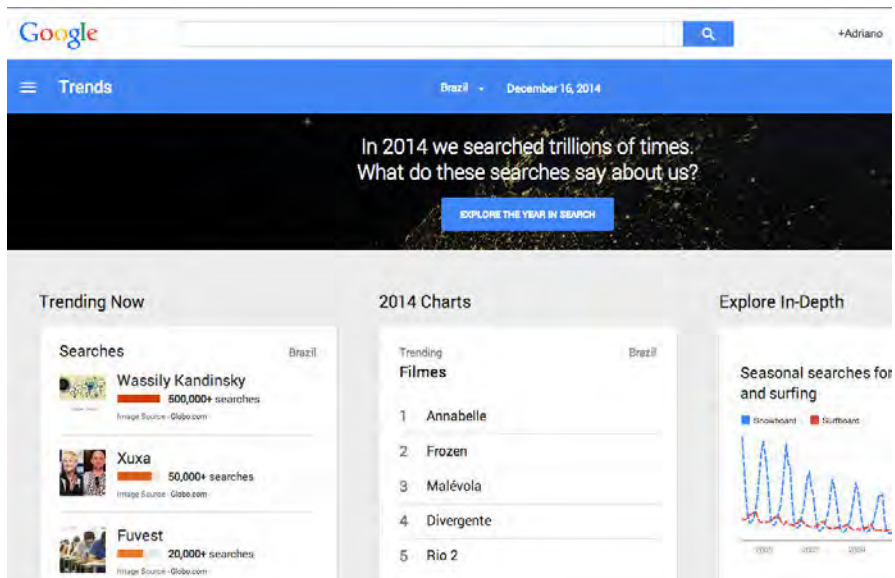 Google
+Adriano
Trends
Brazil
December 16, 2014
In 2014 we searched trillions of times.
What do these searches say about us?
EXPLORE THE YEAR IN SEARCH
Trending Now
Searches
Brazil
Wassily Kandinsky
500,000+ searches
Image Source - Globo.com
Xuxa
50,000+ searches
Image Source - Globo.com
Fuvest
20,000+ searches
Image Source - Globo.com
2014 Charts
Trending
Brazil
Filmes
1 Annabelle
2 Frozen
3 Malévola
4 Divergente
5 Rio 2
Explore In-Depth
Seasonal searches for
and surfing
Snowboard
Surfboard
2005
2007
2009